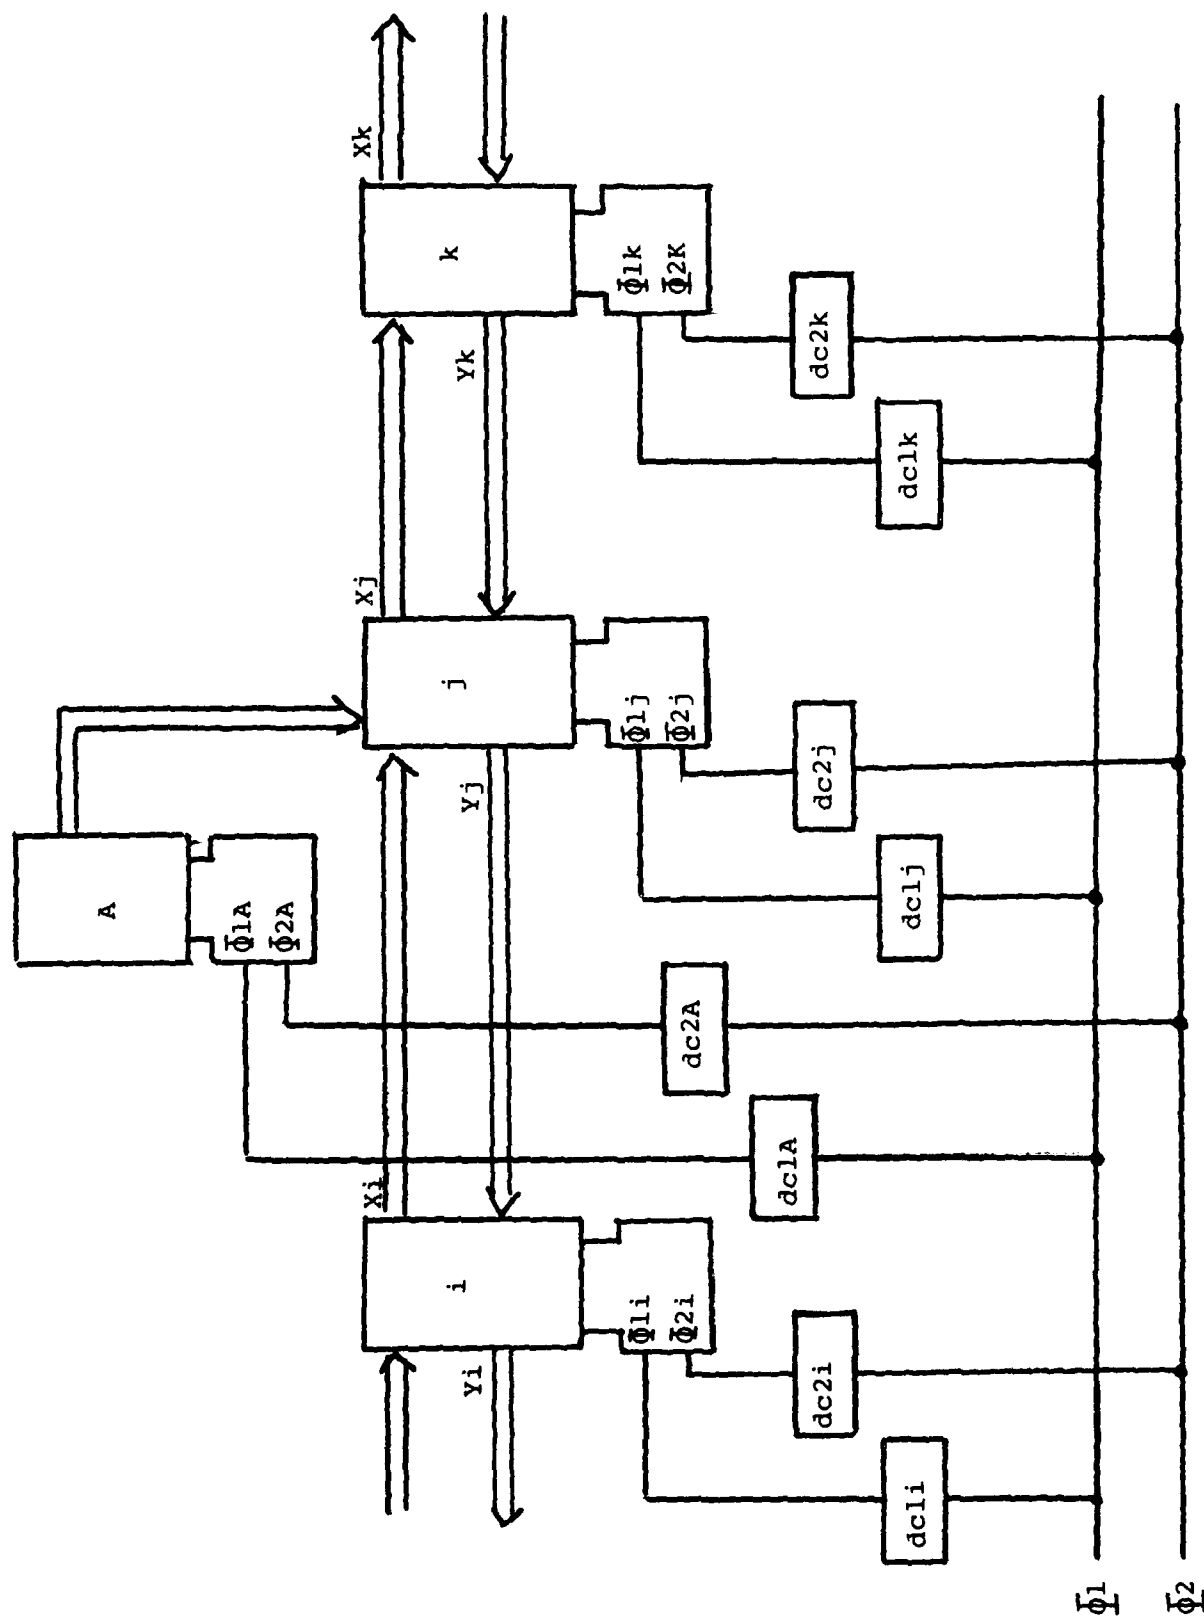 A
Φ1A
Φ2A
Xi
Xj
Xk
i
j
k
Yi
Yj
Yk
Φ1i
Φ1j
Φ1k
Φ2i
Φ2j
Φ2K
dc2A
dc1A
dc2i
dc2j
dc2k
dc1i
dc1j
dc1k
Φ1
Φ2